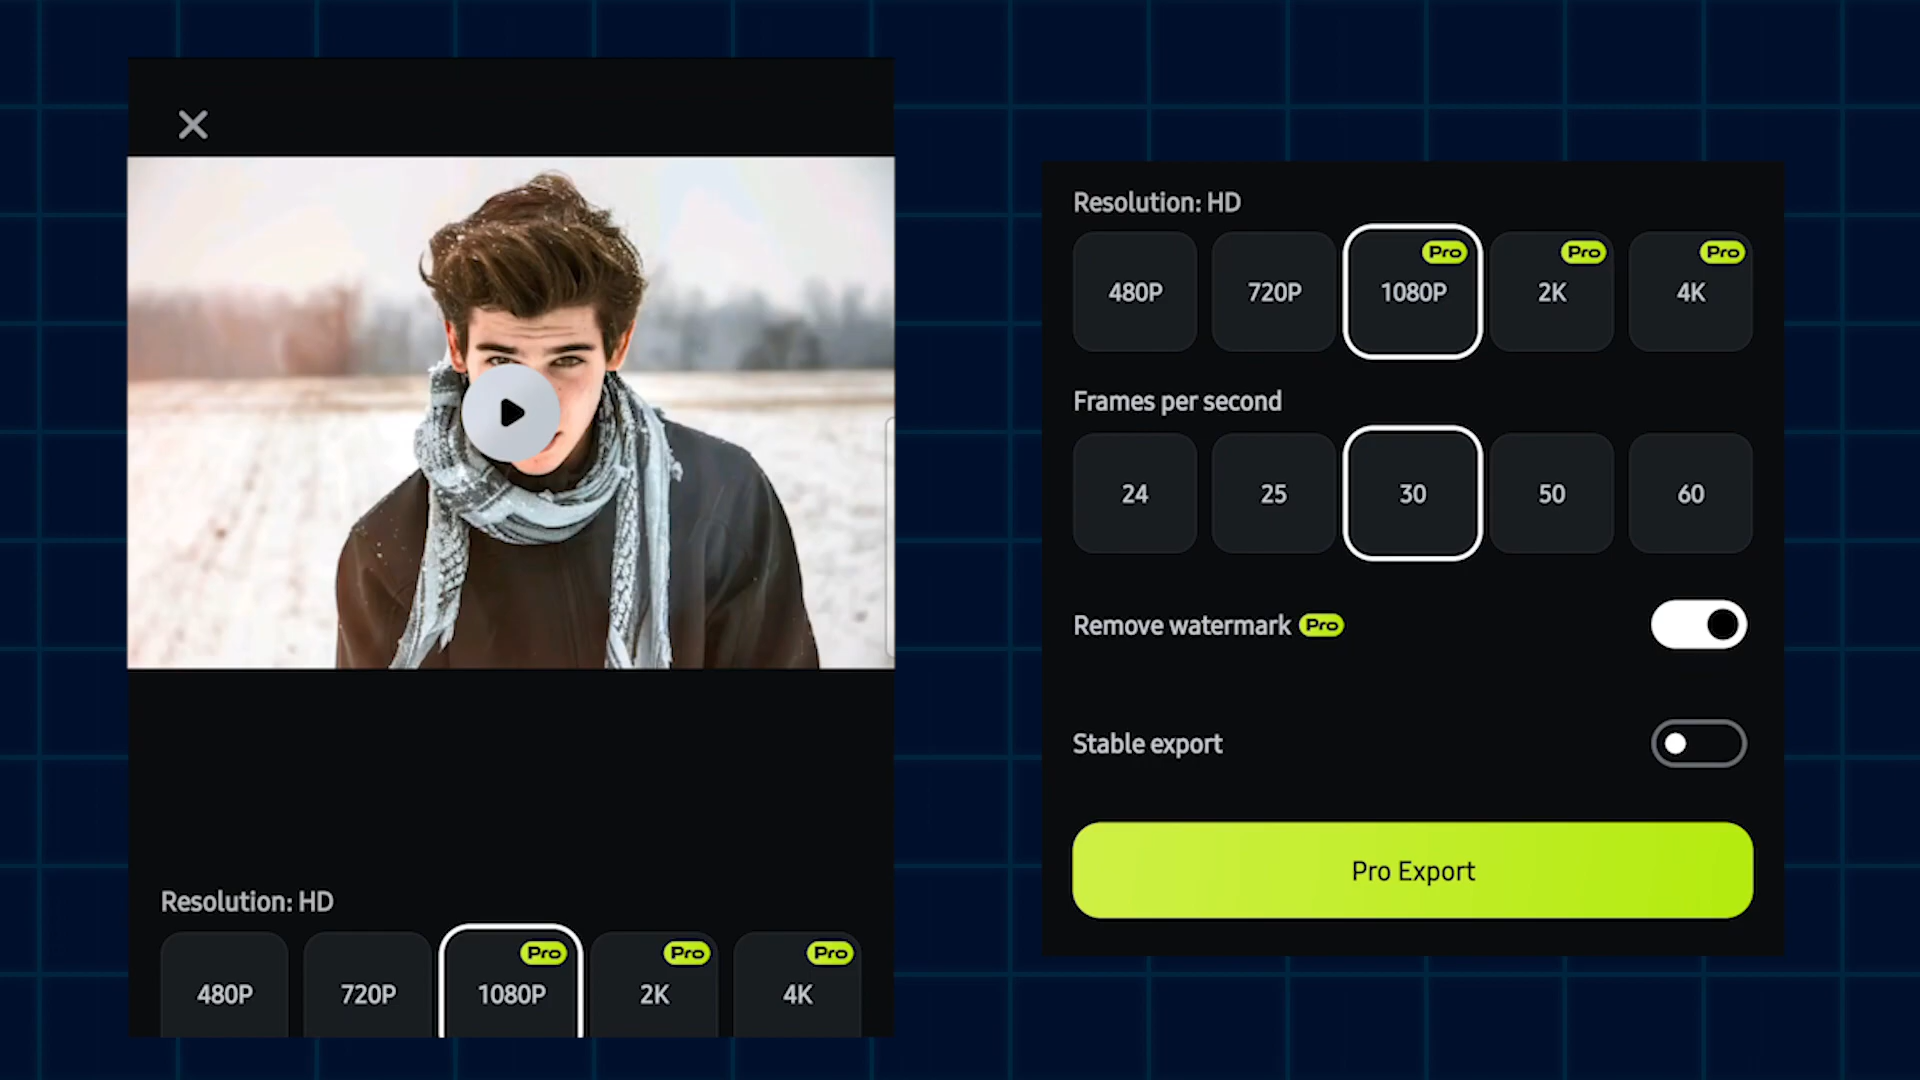 Resolution: HD
480P 720P Pro 1080P Pro 2K Pro 4K
Resolution: HD
480P 720P Pro 1080P Pro 2K Pro 4K
Frames per second
24 25 30 50 60
Remove watermark Pro
Stable export
Pro Export